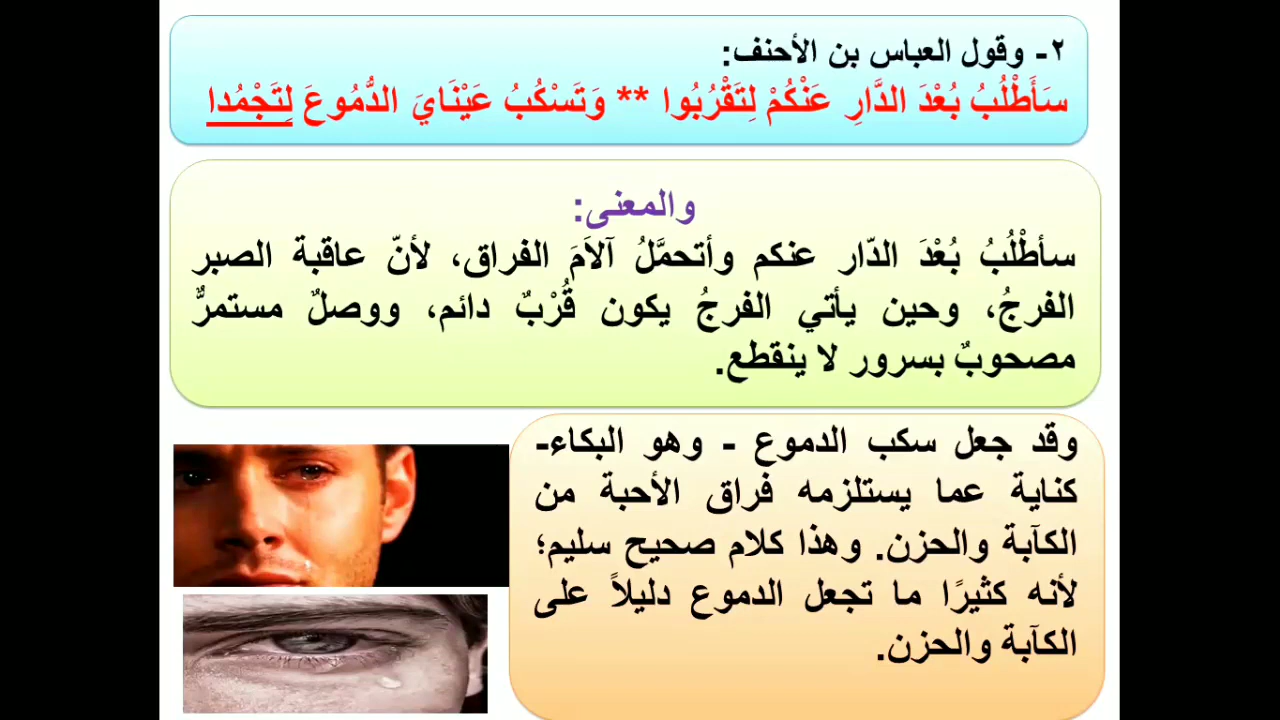 ٢- وقول العباس بن الأحنف:
سَأَطْلُبُ بُعْدَ الدَّارِ عَنْكُمْ لِتَقْرُبُوا ** وَتَسْكُبُ عَيْنَايَ الدُّمُوعَ لِتَجْمُدا
والمعنى:
سأطْلُبُ بُعْدَ الدّار عنكم وأتحمَّلُ آلاَمَ الفراق، لأنّ عاقبة الصبر
الفرجُ، وحين يأتي الفرجُ يكون قُرْبٌ دائم، ووصلٌ مستمرٌّ
مصحوبٌ بسرور لا ينقطع.
وقد جعل سكب الدموع - وهو البكاء-
كناية عما يستلزمه فراق الأحبة من
الكآبة والحزن. وهذا كلام صحيح سليم؛
لأنه كثيرًا ما تجعل الدموع دليلاً على
الكآبة والحزن.